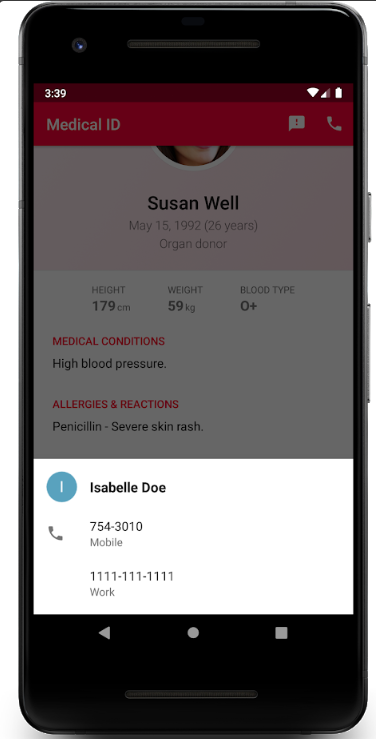 3:39
Medical ID
Susan Well
May 15, 1992 (26 years)
Organ donor
HEIGHT WEIGHT BLOOD TYPE
179 cm 59 kg O+
MEDICAL CONDITIONS
High blood pressure.
ALLERGIES & REACTIONS
Penicillin - Severe skin rash.
I Isabelle Doe
754-3010
Mobile
1111-111-1111
Work